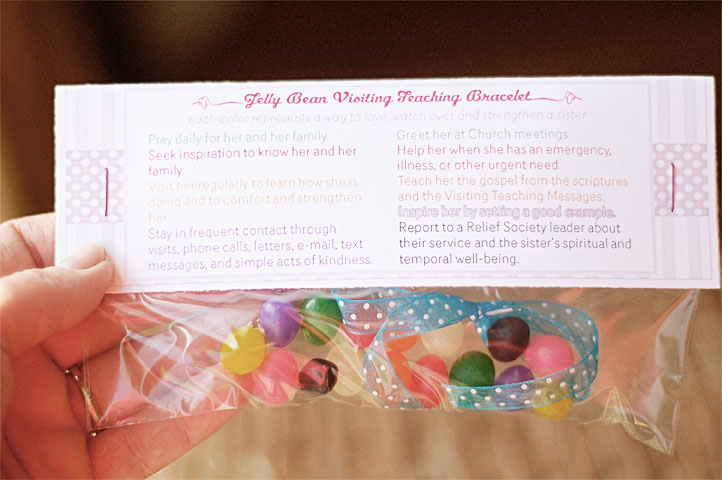 Jelly Bean Visiting Teaching Bracelet
each color represents a way to love, watch over, and strengthen a sister
Pray daily for her and her family.
Seek inspiration to know her and her
family.
Visit her regularly to learn how she is
doing and to comfort and strengthen
her.
Stay in frequent contact through
visits, phone calls, letters, e-mail, text
messages, and simple acts of kindness.
Greet her at Church meetings.
Help her when she has an emergency,
illness, or other urgent need.
Teach her the gospel from the scriptures
and the Visiting Teaching Messages.
Inspire her by setting a good example.
Report to a Relief Society leader about
their service and the sister's spiritual and
temporal well-being.